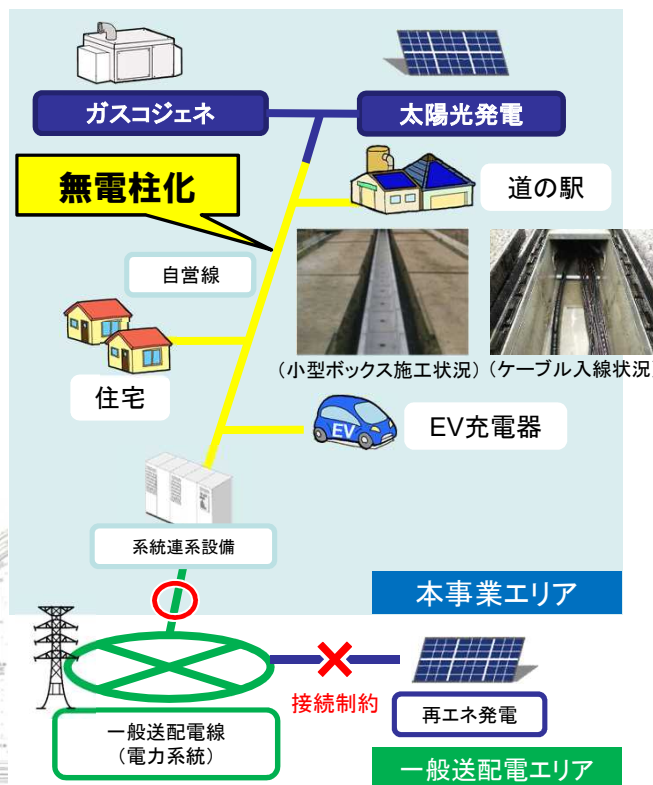 ガスコジェネ
太陽光発電
無電柱化
道の駅
自営線
(小型ボックス施工状況)
(ケーブル入線状況)
住宅
EV
EV充電器
系統連系設備
本事業エリア
接続制約
再エネ発電
一般送配電線
(電力系統)
一般送配電エリア